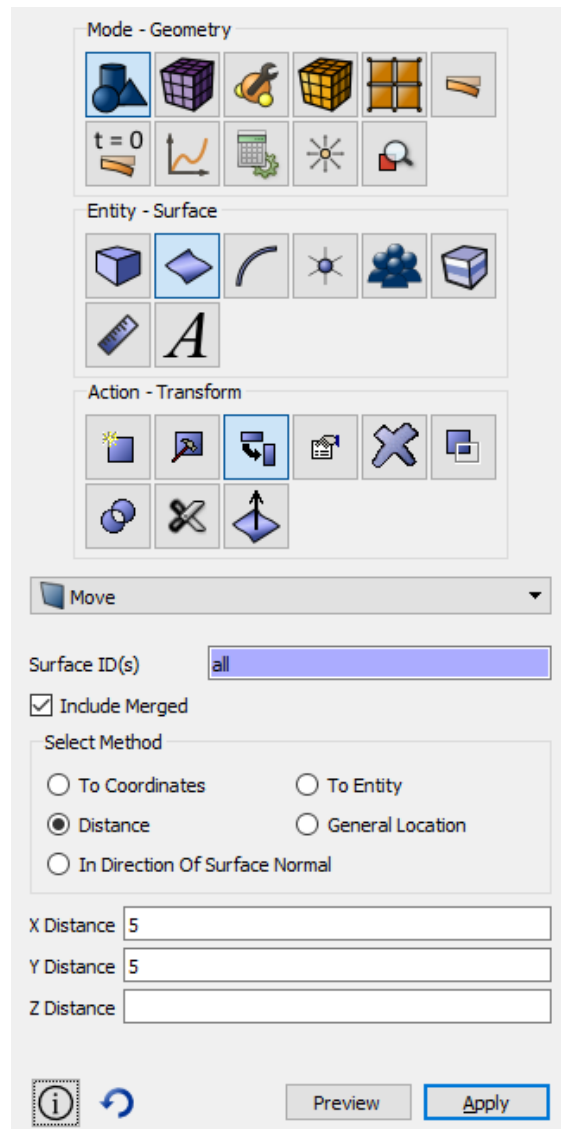 Mode - Geometry
t = 0
Entity - Surface
A
Action - Transform
Move
Surface ID(s) all
Include Merged
Select Method
To Coordinates To Entity
Distance General Location
In Direction Of Surface Normal
X Distance 5
Y Distance 5
Z Distance
i Preview Apply